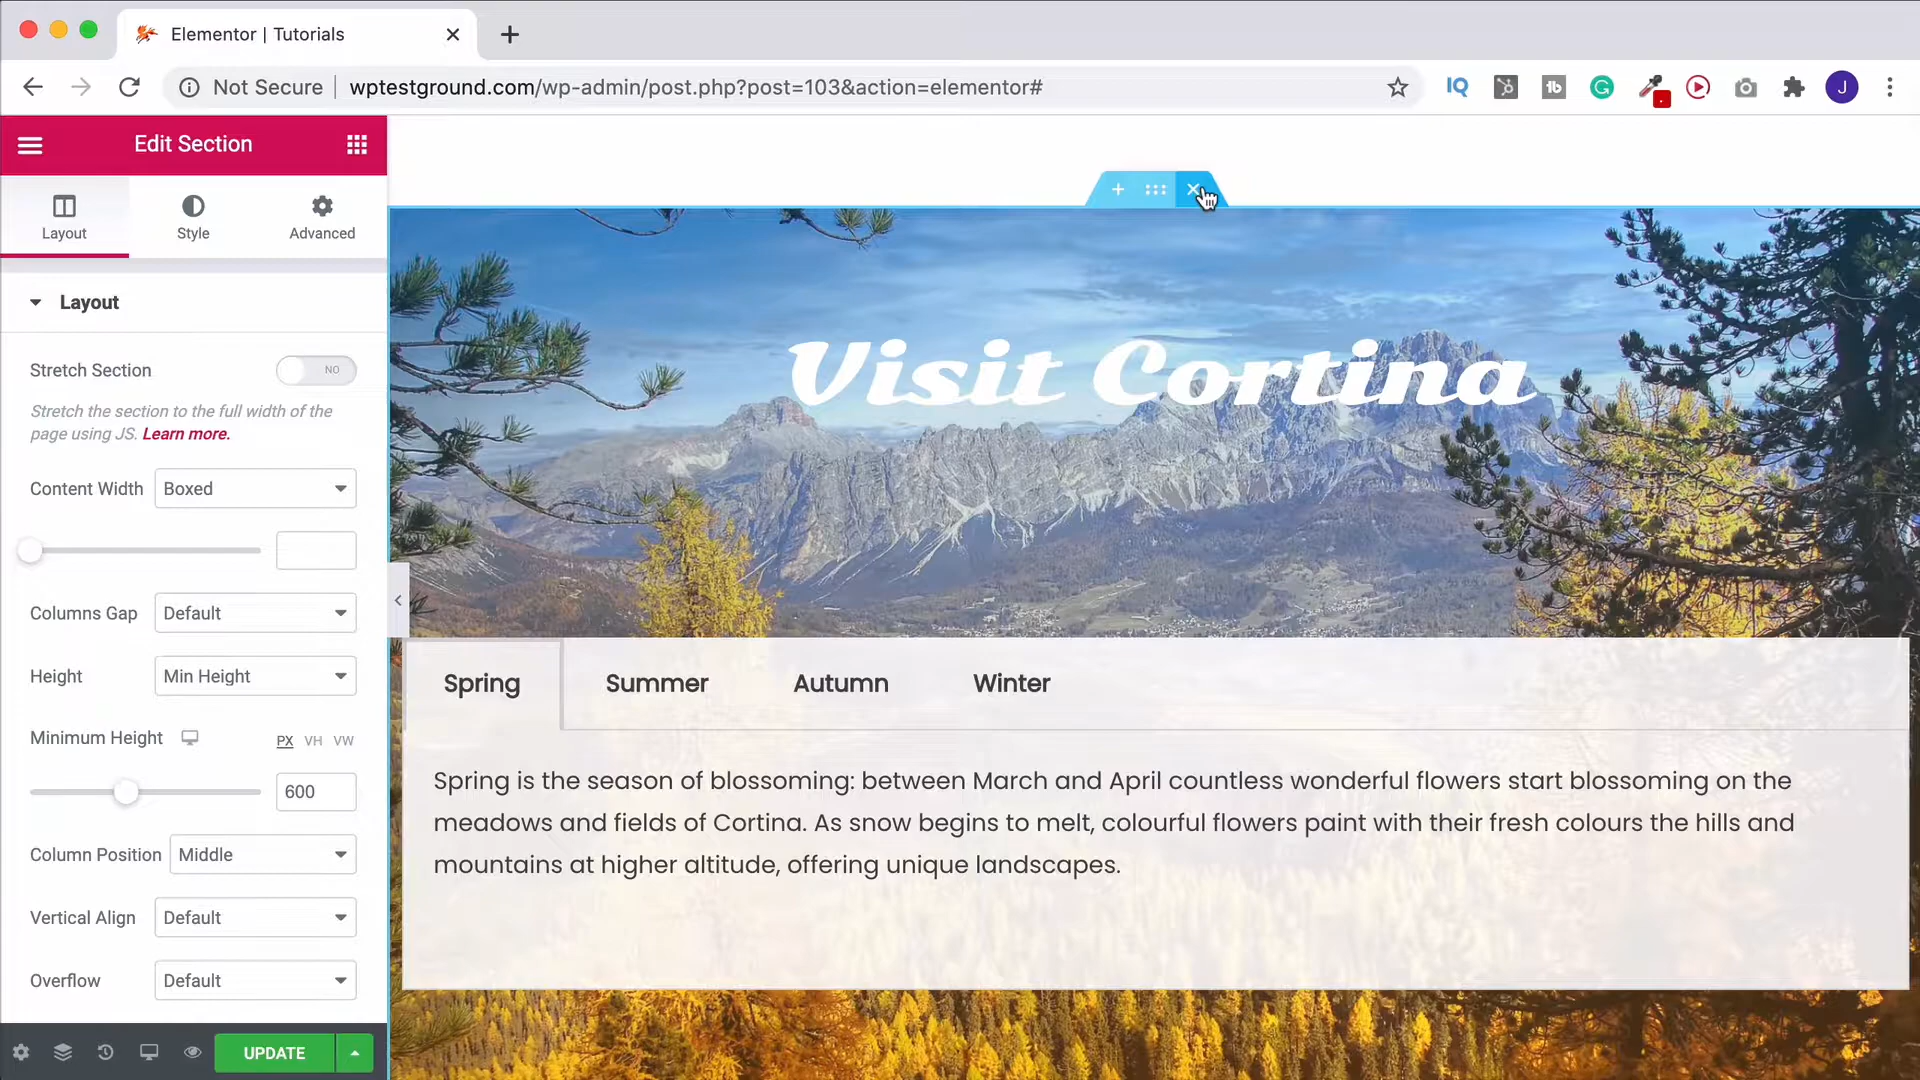 Elementor | Tutorials
Not Secure
wptestground.com/wp-admin/post.php?post=103&action=elementor#
IQ
tb
J
Edit Section
Layout
Style
Advanced
Layout
Stretch Section
NO
Stretch the section to the full width of the
page using JS. Learn more.
Content Width
Boxed
Columns Gap
Default
Height
Min Height
Minimum Height
PX VH VW
600
Column Position
Middle
Vertical Align
Default
Overflow
Default
UPDATE
Visit Cortina
Spring
Summer
Autumn
Winter
Spring is the season of blossoming: between March and April countless wonderful flowers start blossoming on the
meadows and fields of Cortina. As snow begins to melt, colourful flowers paint with their fresh colours the hills and
mountains at higher altitude, offering unique landscapes.